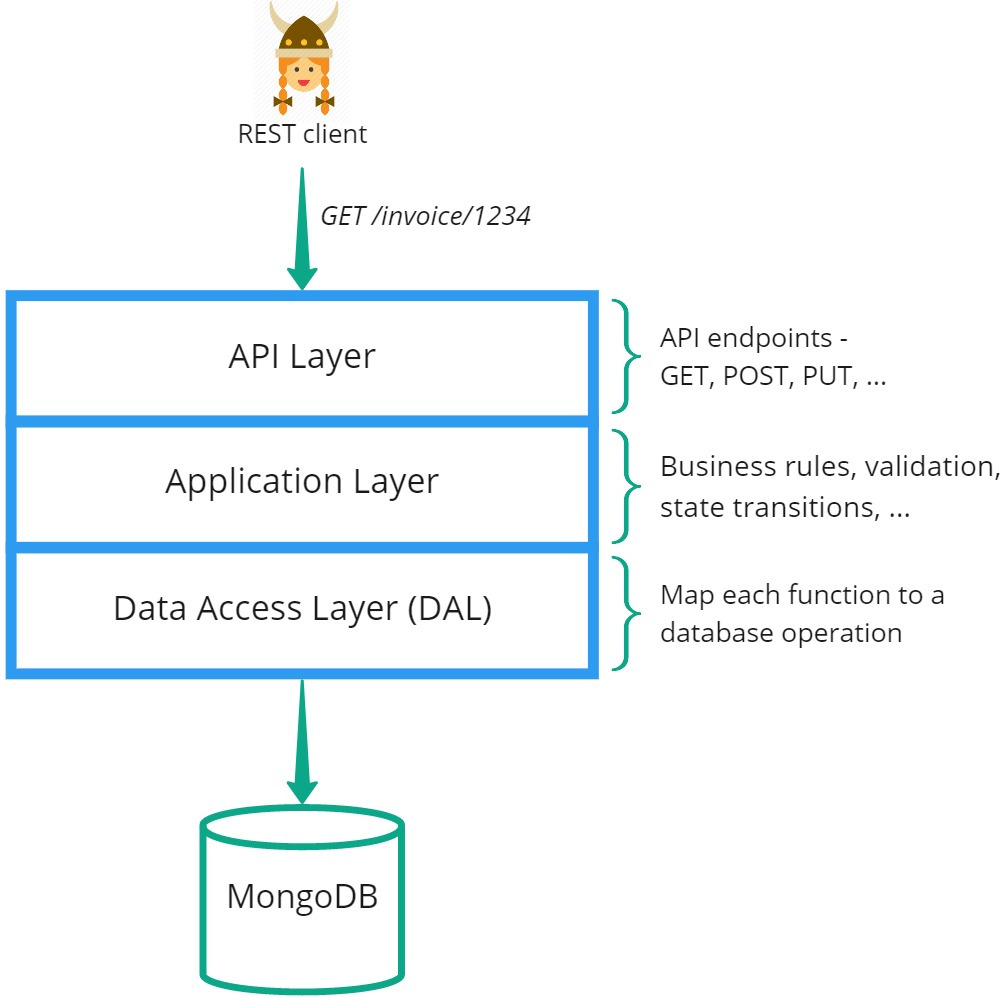 REST client
GET /invoice/1234
API Layer
API endpoints -
GET, POST, PUT, ...
Application Layer
Business rules, validation,
state transitions, ...
Data Access Layer (DAL)
Map each function to a
database operation
MongoDB